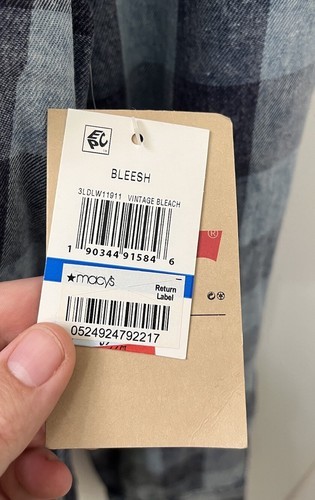 EPC
BLEESH
3LDLW11911 VINTAGE BLEACH
1 90344 91584 6
®
★macy's
Return
Label
0524924792217